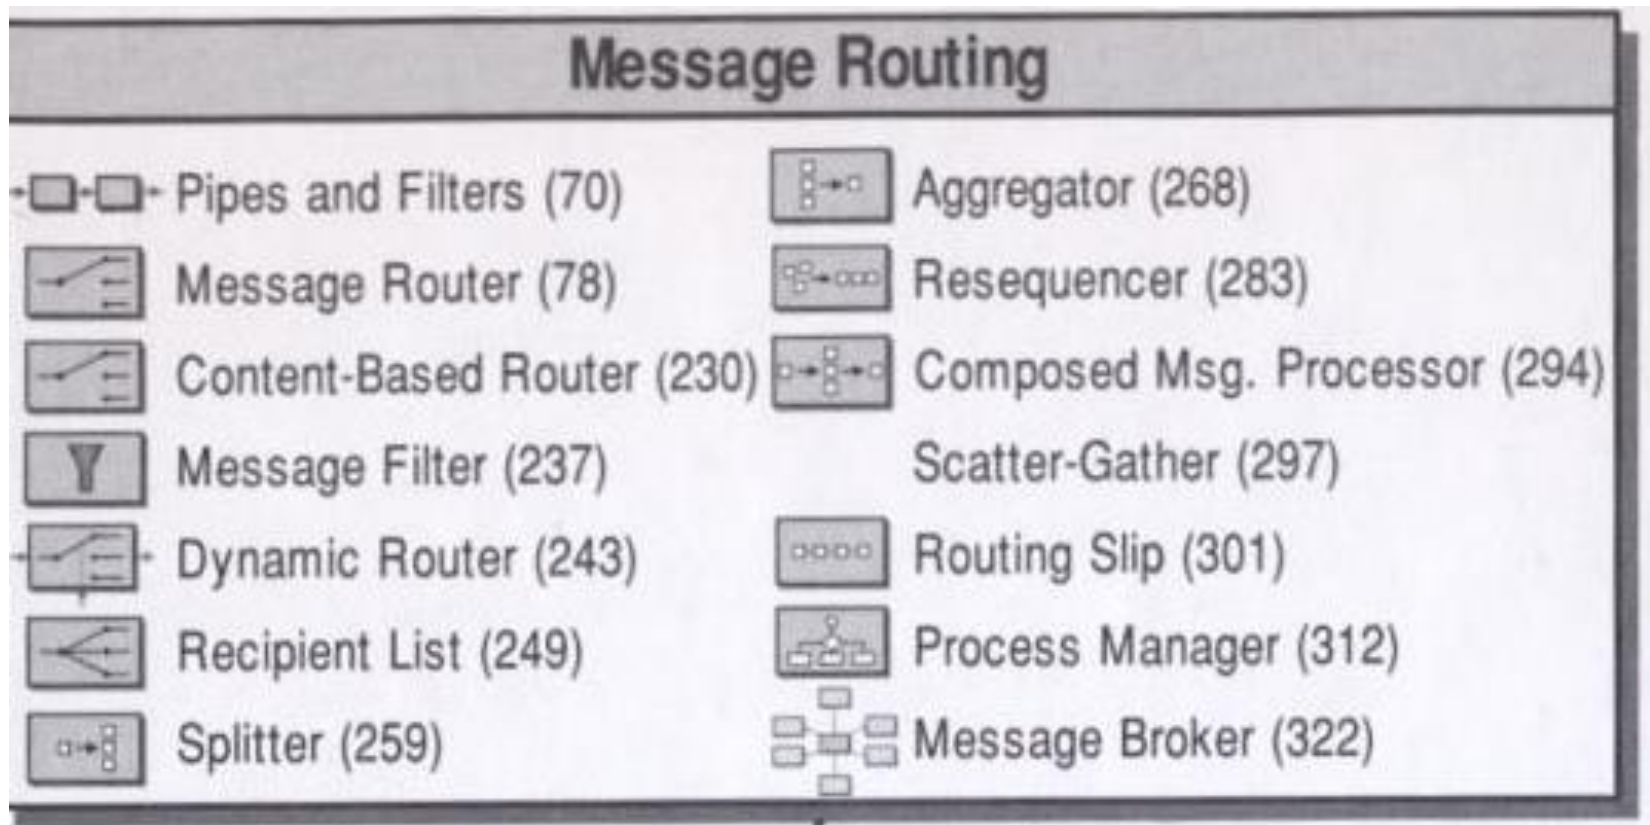 Message Routing
Pipes and Filters (70)
Message Router (78)
Content-Based Router (230)
Message Filter (237)
Dynamic Router (243)
Recipient List (249)
Splitter (259)
Aggregator (268)
Resequencer (283)
Composed Msg. Processor (294)
Scatter-Gather (297)
Routing Slip (301)
Process Manager (312)
Message Broker (322)